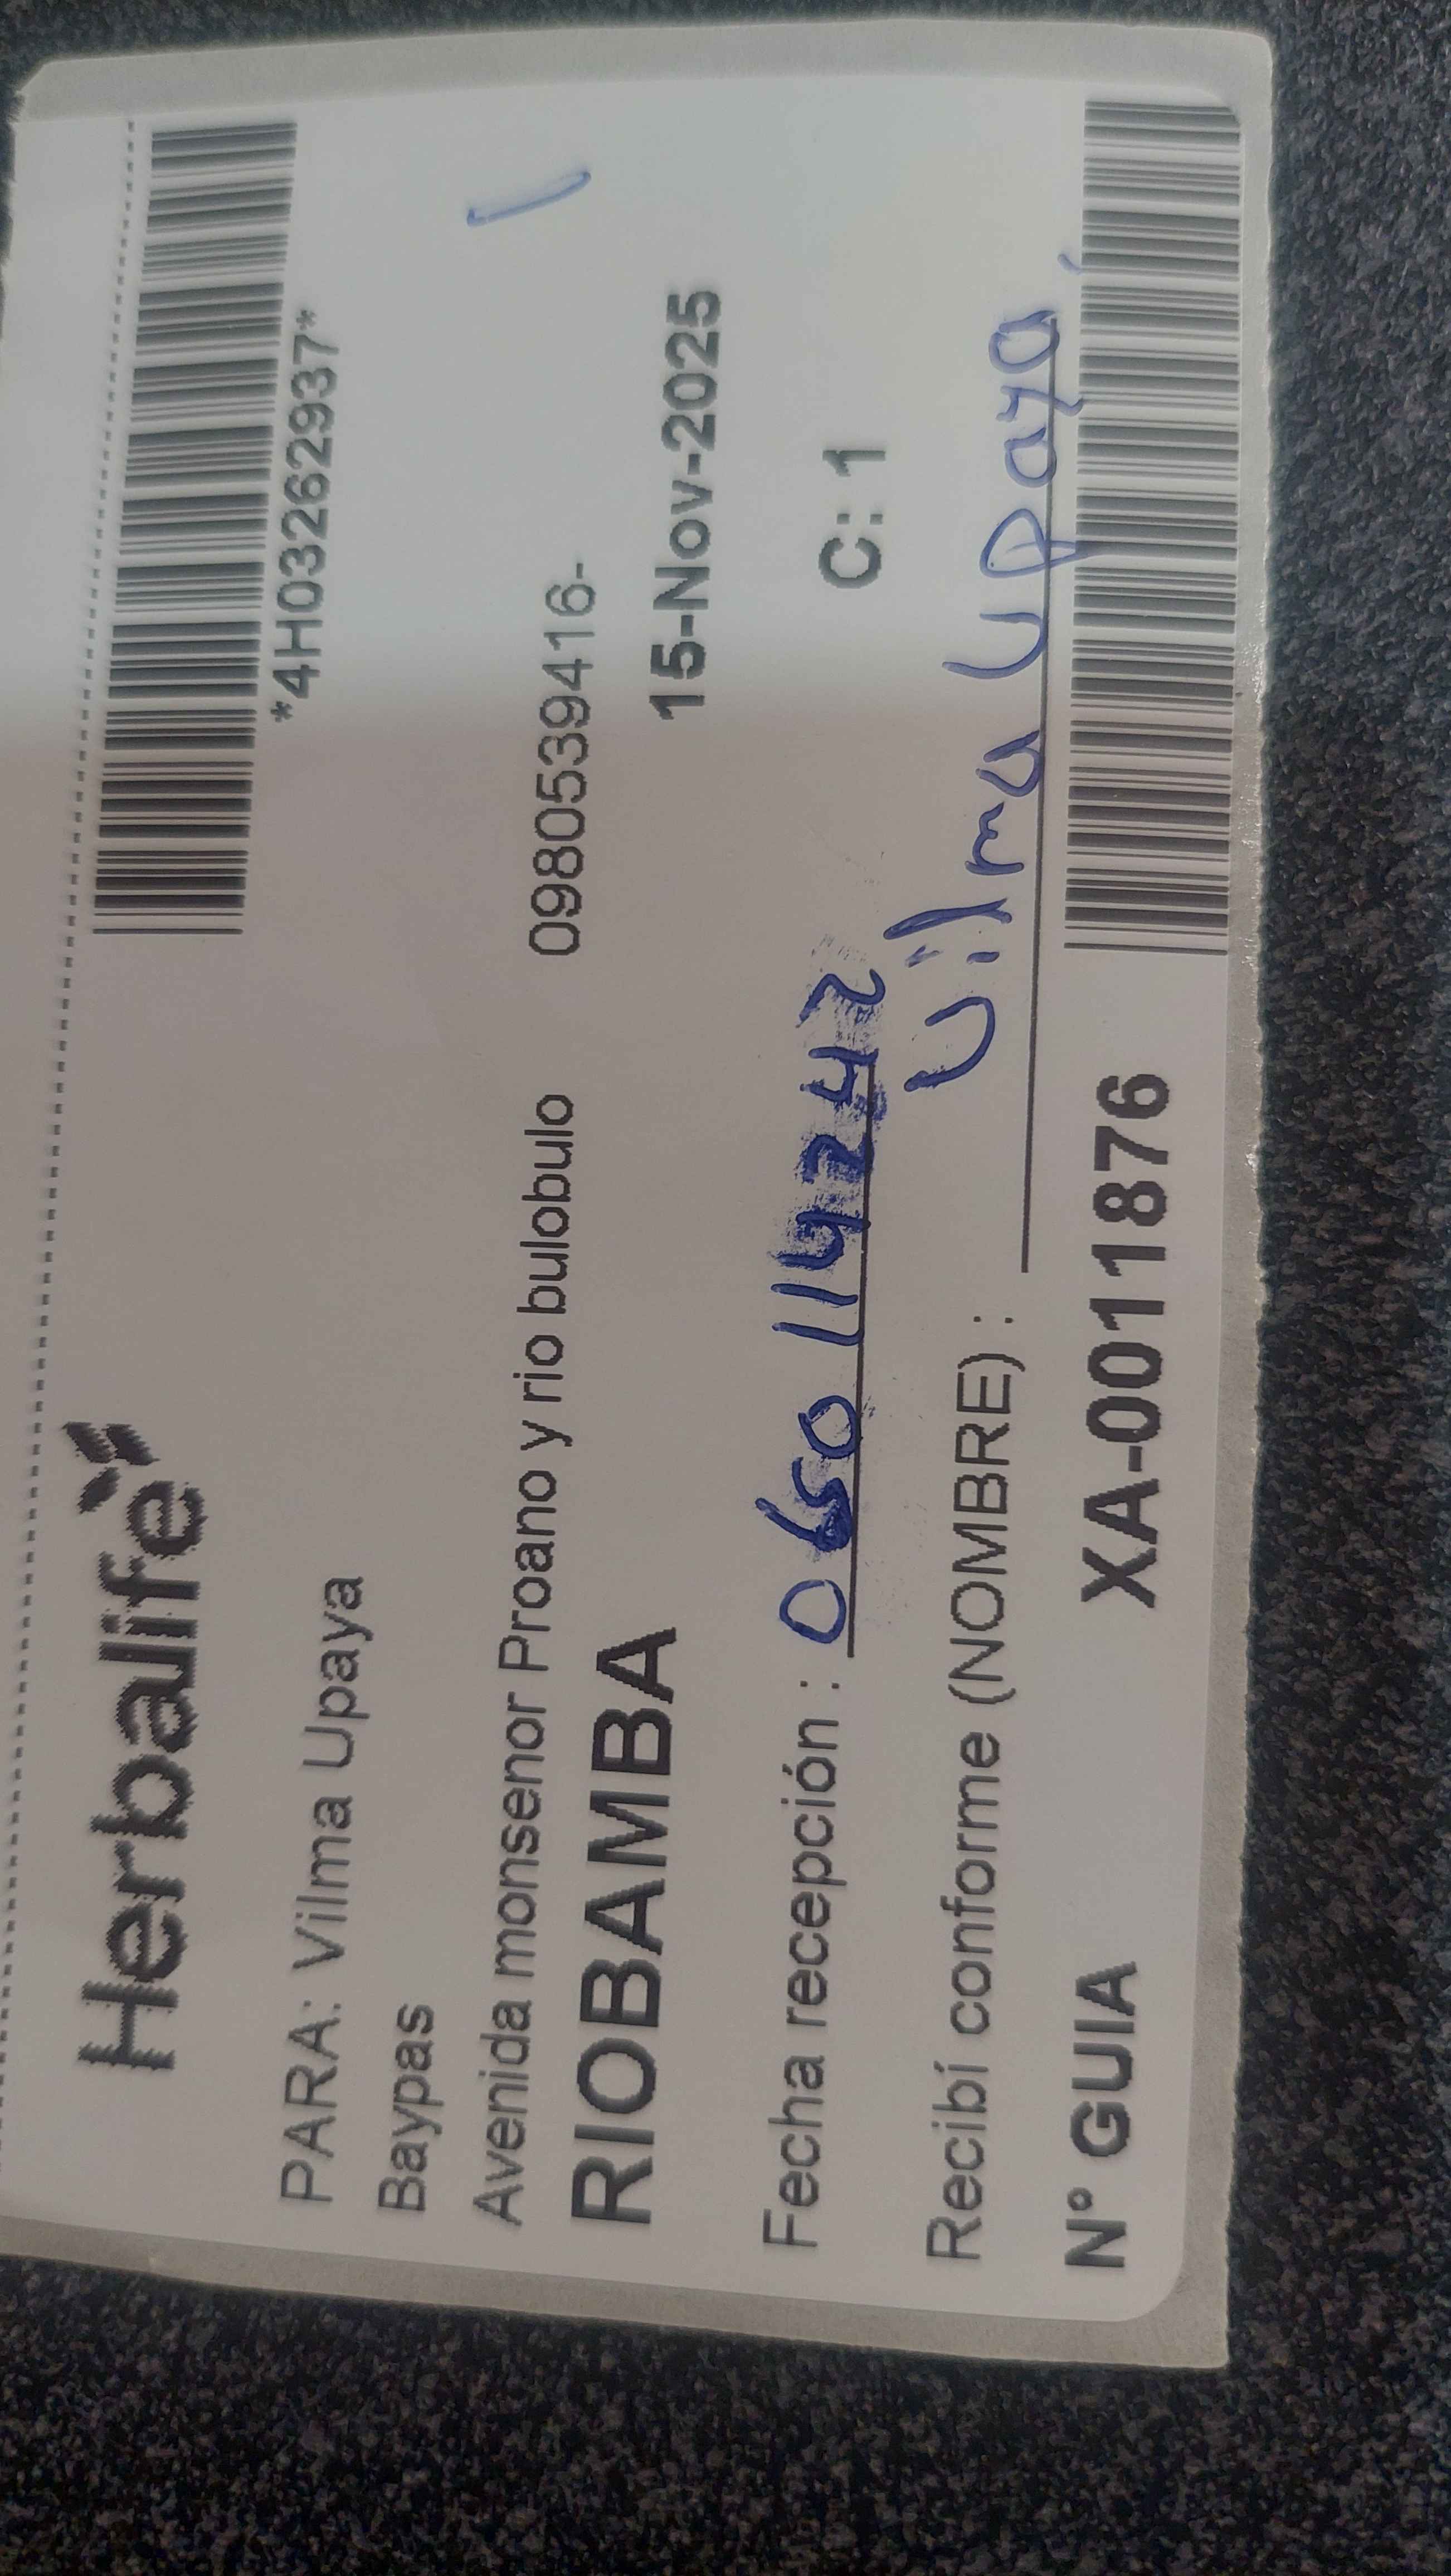 Herbalife
*4H03262937*
PARA: Vilma Upaya
Baypas
Avenida monsenor Proano y rio bulobulo 0980539416-
RIOBAMBA 15-Nov-2025
Fecha recepción : C: 1
Recibí conforme (NOMBRE) : Vilma Upaya
N° GUIA XA-0011876